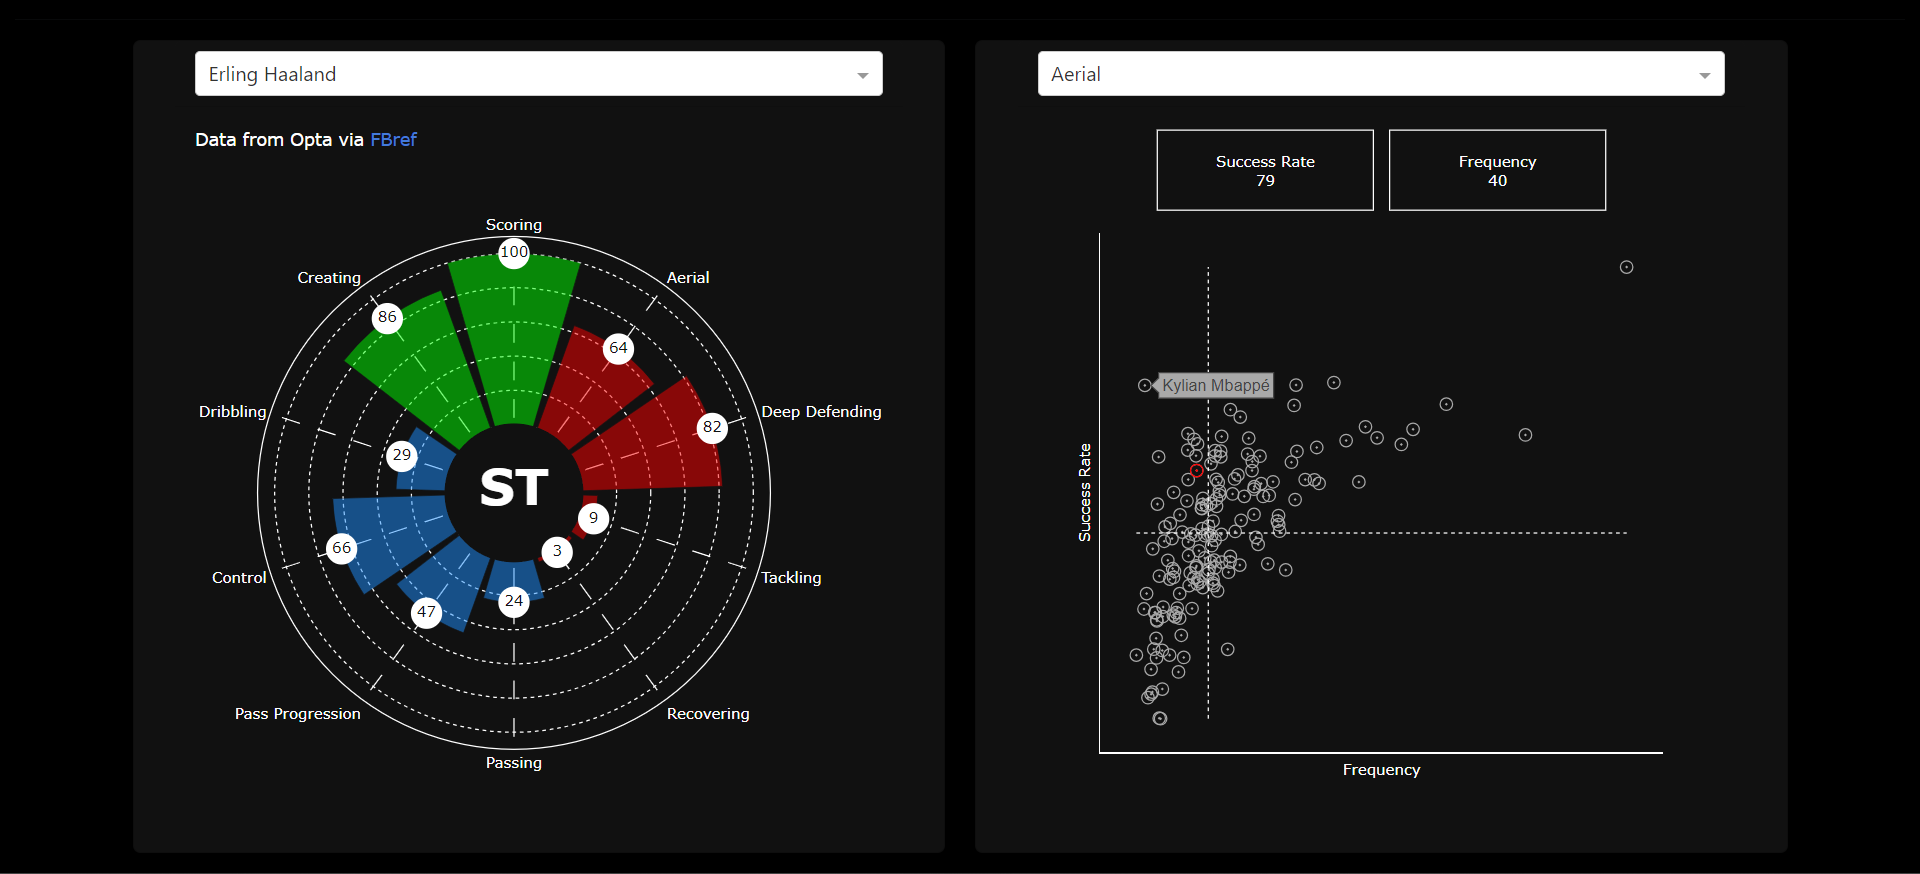 Erling Haaland
Data from Opta via FBref
Scoring
100
Aerial
64
Deep Defending
82
Tackling
9
Recovering
3
Passing
24
Pass Progression
47
Control
66
Dribbling
29
Creating
86
ST
Aerial
Success Rate
79
Frequency
40
Kylian Mbappé
Success Rate
Frequency